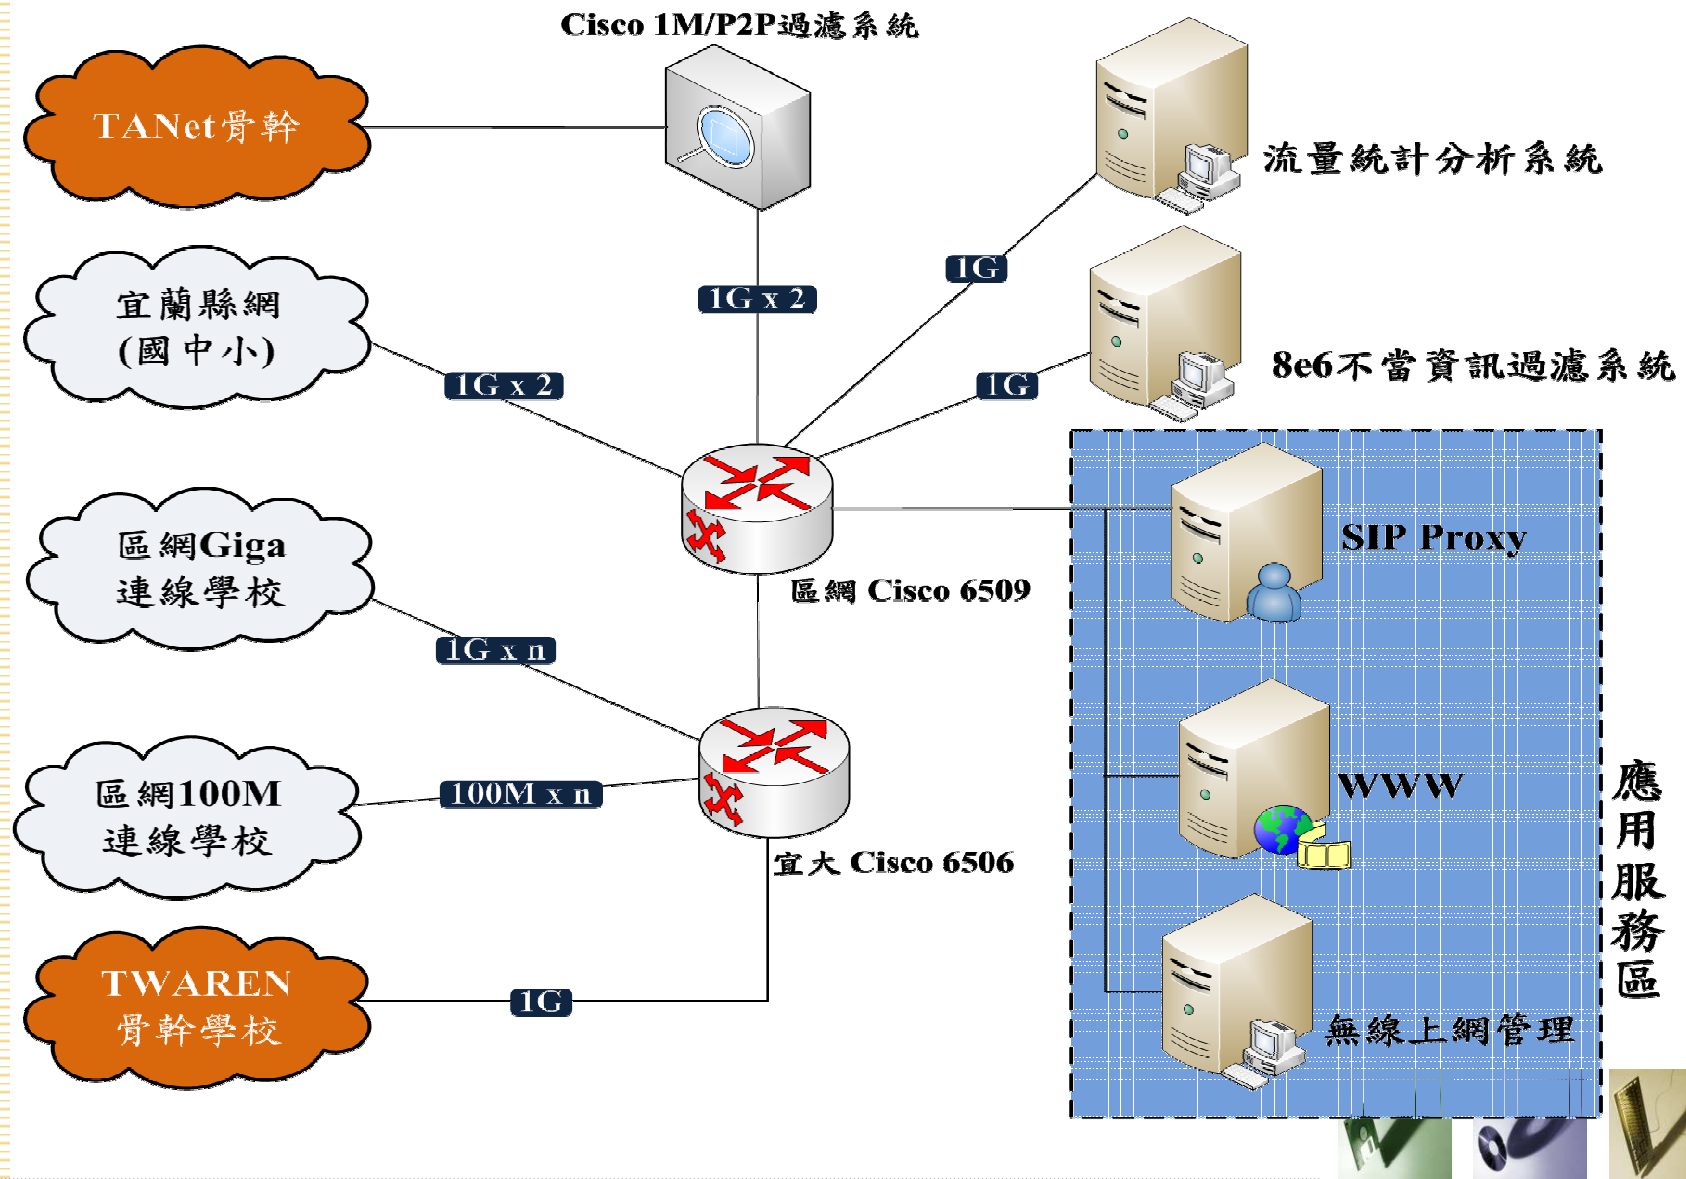 Cisco 1M/P2P過濾系統
TANet骨幹
流量統計分析系統
1G
1G x 2
宜蘭縣網
(國中小)
1G x 2
1G
8e6不當資訊過濾系統
SIP Proxy
區網Giga
連線學校
區網 Cisco 6509
1G x n
區網100M
連線學校
100M x n
WWW
宜大 Cisco 6506
應用服務區
TWAREN
骨幹學校
1G
無線上網管理